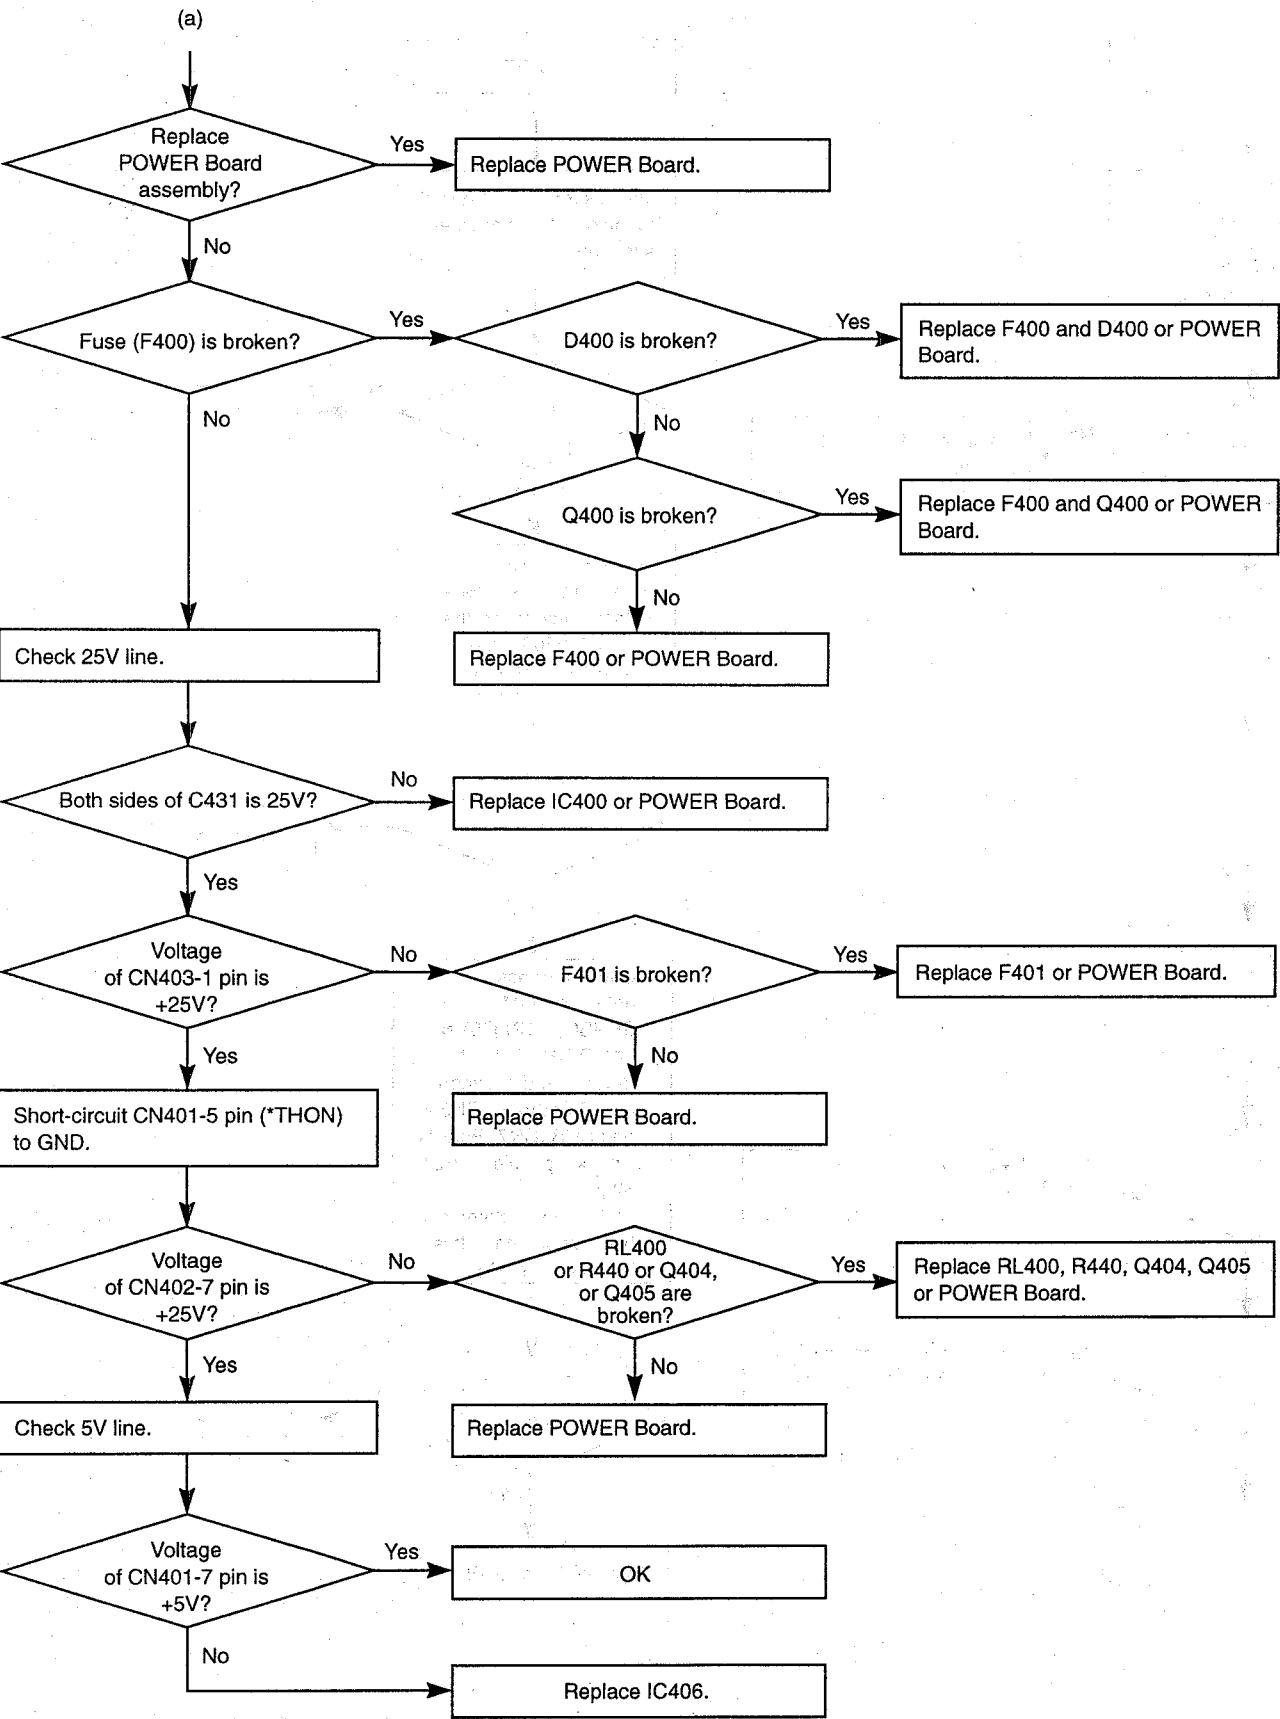 (a)
Replace
POWER Board
assembly?
Yes
Replace POWER Board.
No
Fuse (F400) is broken?
Yes
D400 is broken?
Yes
Replace F400 and D400 or POWER
Board.
No
No
Q400 is broken?
Yes
Replace F400 and Q400 or POWER
Board.
No
Check 25V line.
Replace F400 or POWER Board.
Both sides of C431 is 25V?
No
Replace IC400 or POWER Board.
Yes
Voltage
of CN403-1 pin is
+25V?
No
F401 is broken?
Yes
Replace F401 or POWER Board.
Yes
No
Short-circuit CN401-5 pin (*THON)
to GND.
Replace POWER Board.
Voltage
of CN402-7 pin is
+25V?
No
RL400
or R440 or Q404,
or Q405 are
broken?
Yes
Replace RL400, R440, Q404, Q405
or POWER Board.
Yes
No
Check 5V line.
Replace POWER Board.
Voltage
of CN401-7 pin is
+5V?
Yes
OK
No
Replace IC406.